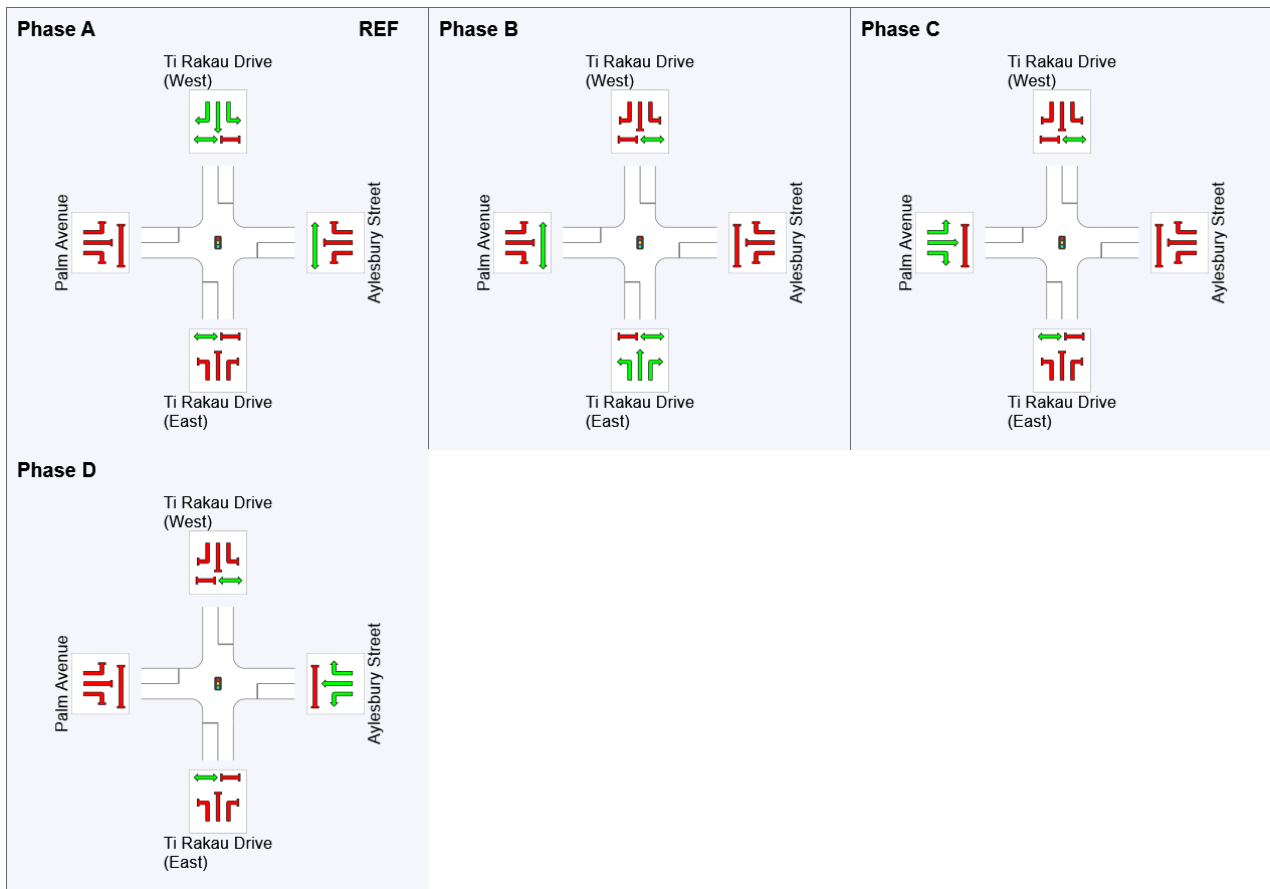 Phase A REF
Ti Rakau Drive
(West)
Palm Avenue
Aylesbury Street
Ti Rakau Drive
(East)
Phase B
Ti Rakau Drive
(West)
Palm Avenue
Aylesbury Street
Ti Rakau Drive
(East)
Phase C
Ti Rakau Drive
(West)
Palm Avenue
Aylesbury Street
Ti Rakau Drive
(East)
Phase D
Ti Rakau Drive
(West)
Palm Avenue
Aylesbury Street
Ti Rakau Drive
(East)